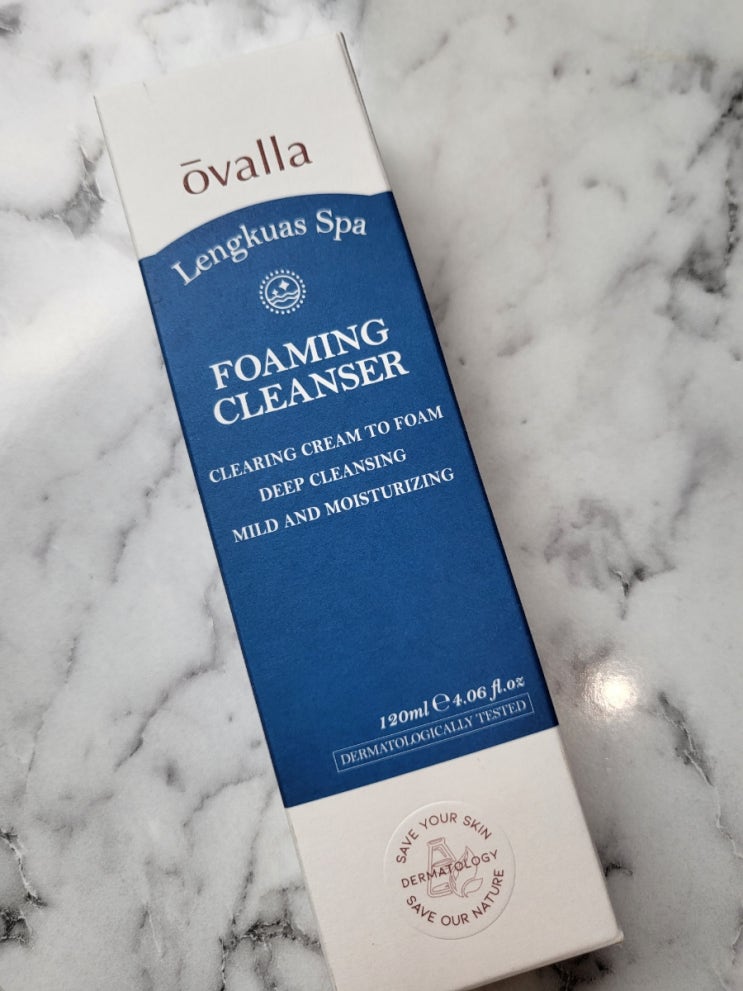 ōvalla
Lengkuas Spa
FOAMING
CLEANSER
CLEARING CREAM TO FOAM
DEEP CLEANSING
MILD AND MOISTURIZING
120ml ℮ 4.06 fl.oz
DERMATOLOGICALLY TESTED
SAVE YOUR SKIN
DERMATOLOGY
SAVE OUR NATURE